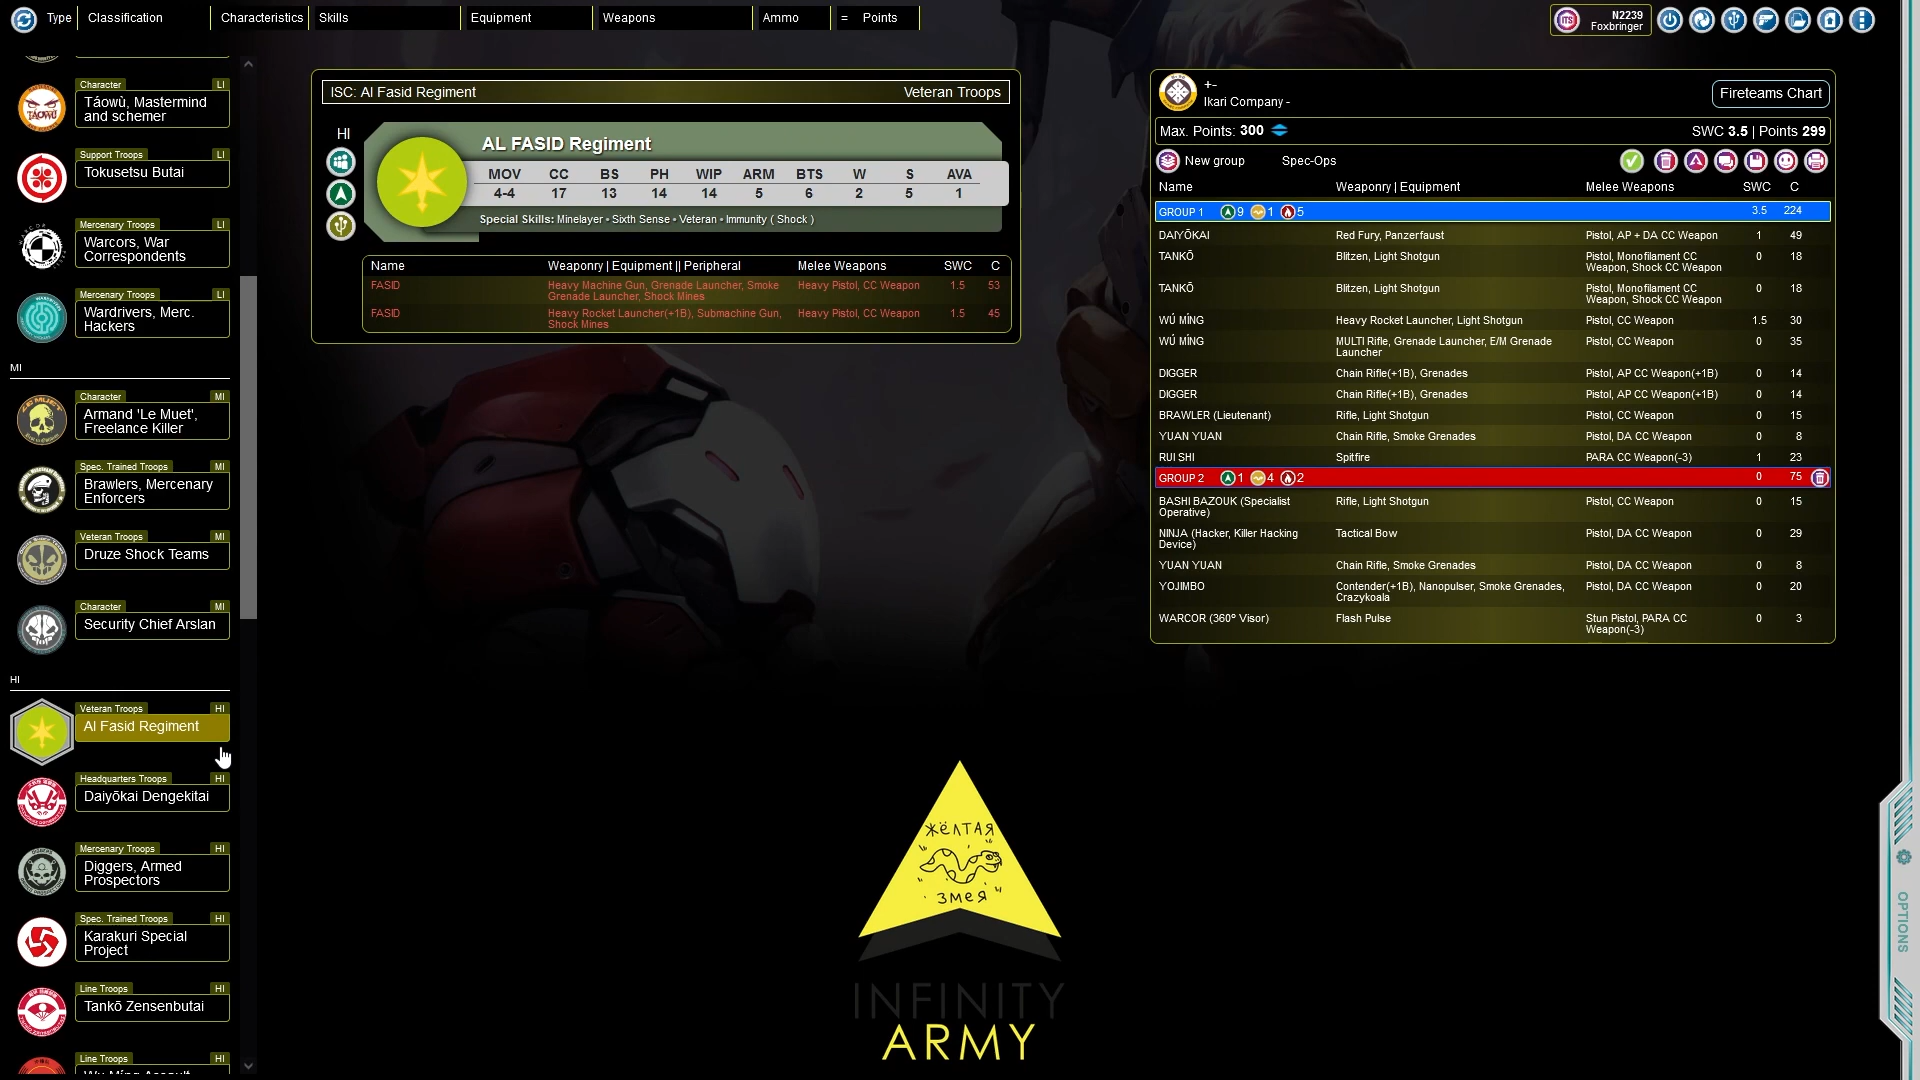 Type
Classification
Characteristics
Skills
Equipment
Weapons
Ammo
=
Points
N2239
Foxbringer
Character
LI
Táowù, Mastermind
and schemer
Support Troops
LI
Tokusetsu Butai
Mercenary Troops
LI
Warcors, War
Correspondents
Mercenary Troops
LI
Wardrivers, Merc.
Hackers
MI
Character
MI
Armand 'Le Muet',
Freelance Killer
Spec. Trained Troops
MI
Brawlers, Mercenary
Enforcers
Veteran Troops
MI
Druze Shock Teams
Character
MI
Security Chief Arslan
HI
Veteran Troops
HI
Al Fasid Regiment
Headquarters Troops
HI
Daiyōkai Dengekitai
Mercenary Troops
HI
Diggers, Armed
Prospectors
Spec. Trained Troops
HI
Karakuri Special
Project
Line Troops
HI
Tankō Zensenbutai
Line Troops
HI
ISC: Al Fasid Regiment
Veteran Troops
HI
AL FASID Regiment
MOV CC BS PH WIP ARM BTS W S AVA
4-4 17 13 14 14 5 6 2 5 1
Special Skills: Minelayer • Sixth Sense • Veteran • Immunity ( Shock )
Name Weaponry | Equipment || Peripheral Melee Weapons SWC C
FASID Heavy Machine Gun, Grenade Launcher, Smoke Heavy Pistol, CC Weapon 1.5 53
Grenade Launcher, Shock Mines
FASID Heavy Rocket Launcher(+1B), Submachine Gun, Heavy Pistol, CC Weapon 1.5 45
Shock Mines
+-
Ikari Company -
Fireteams Chart
Max. Points: 300
SWC 3.5 | Points 299
New group
Spec-Ops
Name Weaponry | Equipment Melee Weapons SWC C
GROUP 1 9 1 5 3.5 224
DAIYŌKAI Red Fury, Panzerfaust Pistol, AP + DA CC Weapon 1 49
TANKŌ Blitzen, Light Shotgun Pistol, Monofilament CC 0 18
Weapon, Shock CC Weapon
TANKŌ Blitzen, Light Shotgun Pistol, Monofilament CC 0 18
Weapon, Shock CC Weapon
WÚ MÍNG Heavy Rocket Launcher, Light Shotgun Pistol, CC Weapon 1.5 30
WÚ MÍNG MULTI Rifle, Grenade Launcher, E/M Grenade Pistol, CC Weapon 0 35
Launcher
DIGGER Chain Rifle(+1B), Grenades Pistol, AP CC Weapon(+1B) 0 14
DIGGER Chain Rifle(+1B), Grenades Pistol, AP CC Weapon(+1B) 0 14
BRAWLER (Lieutenant) Rifle, Light Shotgun Pistol, CC Weapon 0 15
YUAN YUAN Chain Rifle, Smoke Grenades Pistol, DA CC Weapon 0 8
RUI SHI Spitfire PARA CC Weapon(-3) 1 23
GROUP 2 1 4 2 0 75
BASHI BAZOUK (Specialist Rifle, Light Shotgun Pistol, CC Weapon 0 15
Operative)
NINJA (Hacker, Killer Hacking Tactical Bow Pistol, DA CC Weapon 0 29
Device)
YUAN YUAN Chain Rifle, Smoke Grenades Pistol, DA CC Weapon 0 8
YOJIMBO Contender(+1B), Nanopulser, Smoke Grenades, Pistol, DA CC Weapon 0 20
Crazykoala
WARCOR (360º Visor) Flash Pulse Stun Pistol, PARA CC 0 3
Weapon(-3)
ЖЁЛТАЯ
ЗМЕЯ
INFINITY
ARMY
OPTIONS